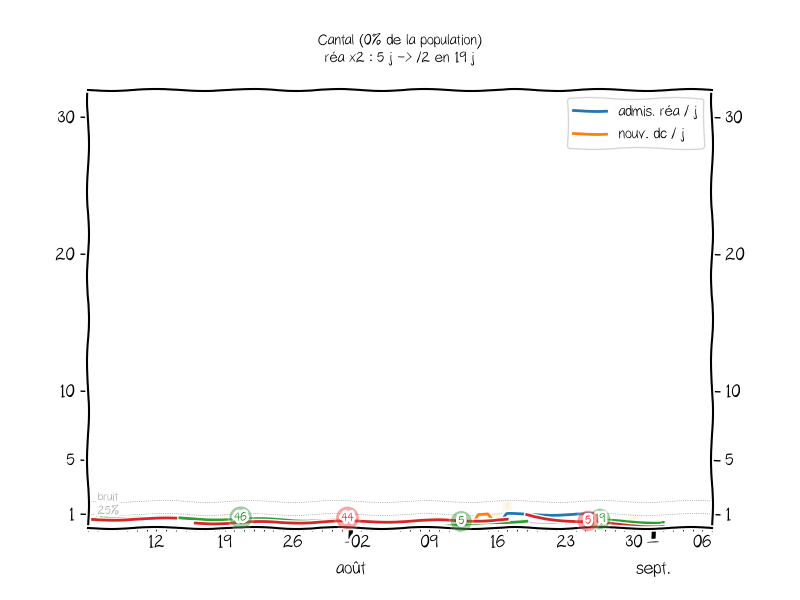 Cantal (0% de la population)
réa x2 : 5 j -> /2 en 19 j
admis. réa / j
nouv. dc / j
30 30
20 20
10 10
5 5
bruit
25%
1 1
46 44 5 5 19
12 19 26 02 09 16 23 30 06
août sept.